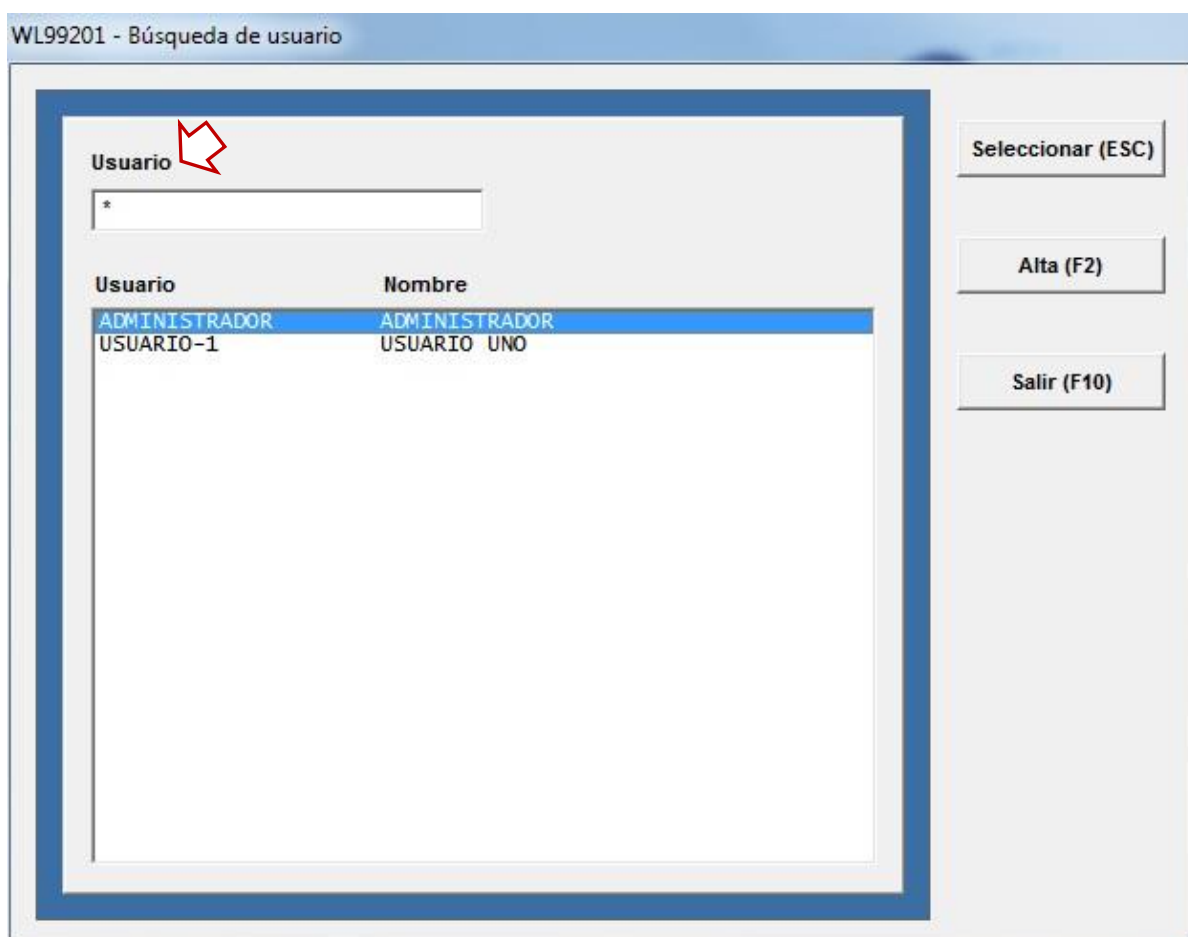 WL99201 - Búsqueda de usuario
Usuario
*
Seleccionar (ESC)
Alta (F2)
Salir (F10)
Usuario Nombre
ADMINISTRADOR ADMINISTRADOR
USUARIO-1 USUARIO UNO